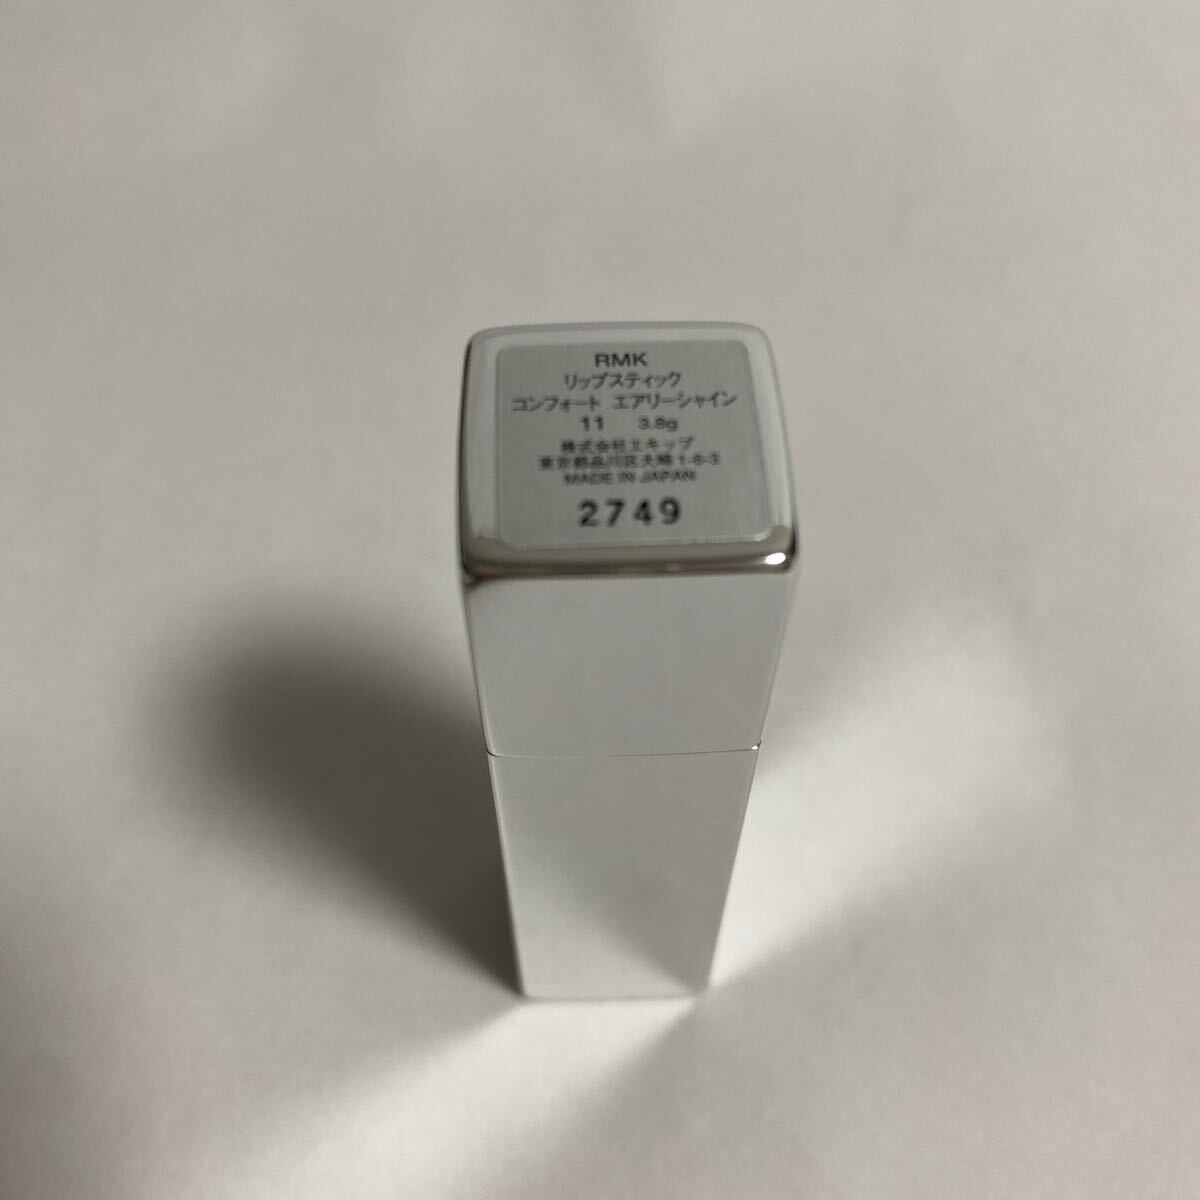 RMK
リップスティック
コンフォート エアリーシャイン
11 3.8g
株式会社エキップ
東京都品川区大崎1-6-3
MADE IN JAPAN
2749